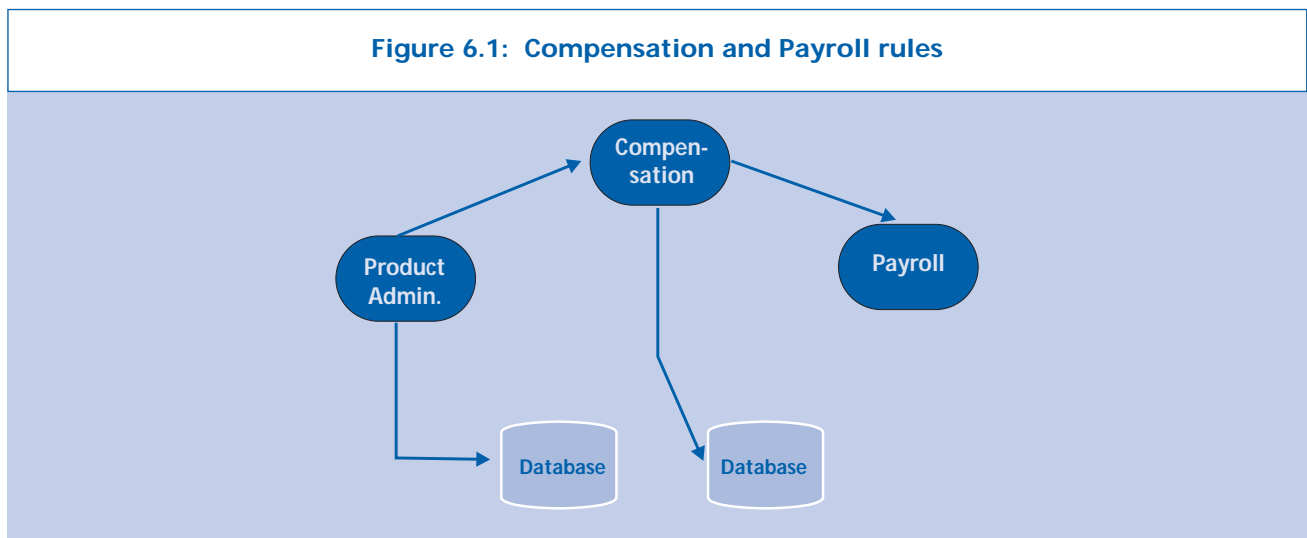 Figure 6.1: Compensation and Payroll rules
Compen-
sation
Product
Admin.
Payroll
Database
Database